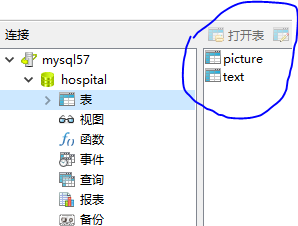 连接
打开表
mysql57
hospital
表
视图
函数
事件
查询
报表
备份
picture
text